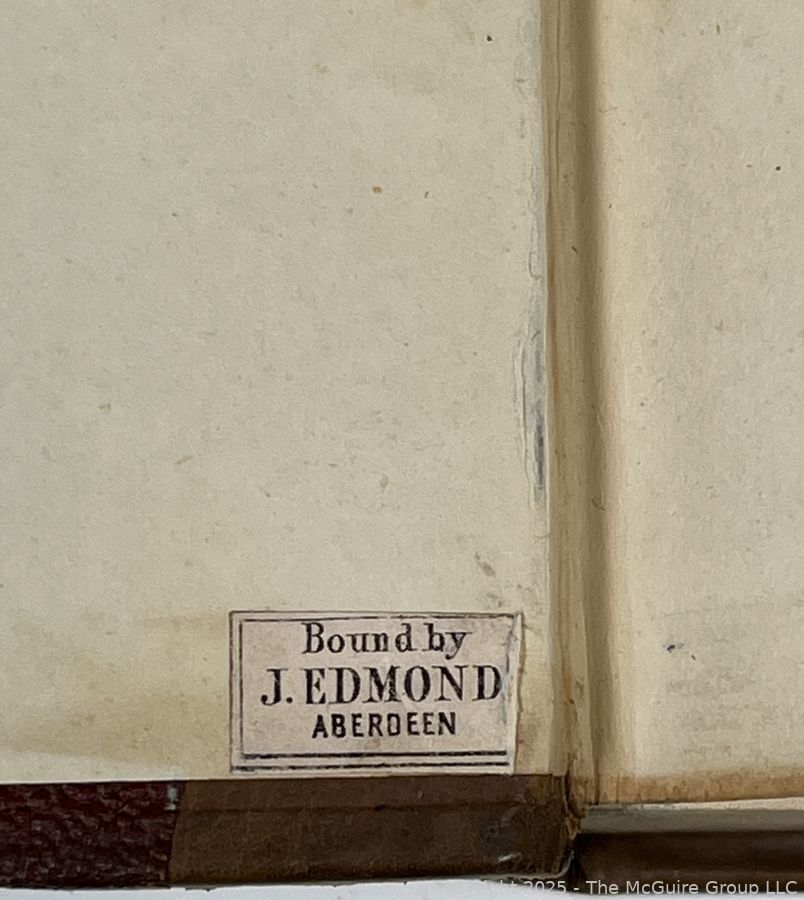 Bound by
J. EDMOND
ABERDEEN
2025 - The McGuire Group LLC